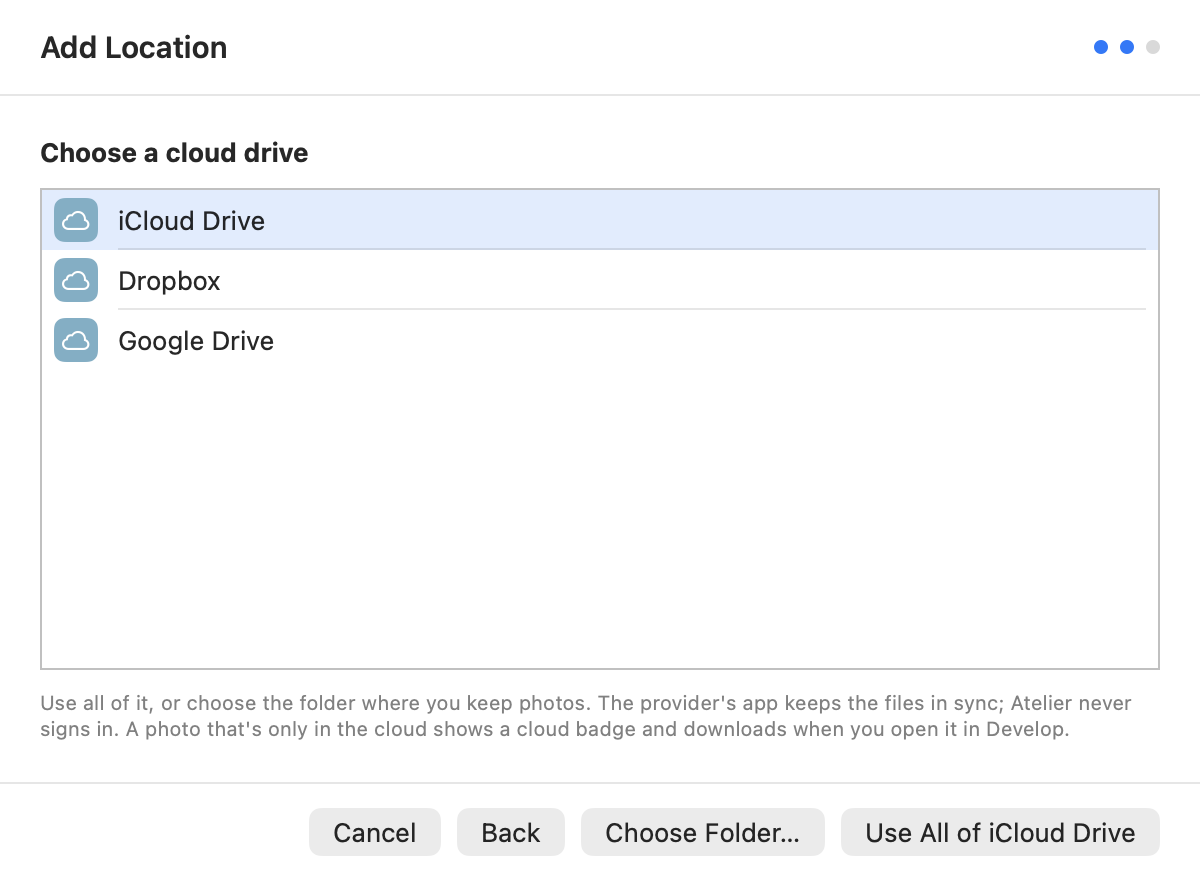 Add Location
Choose a cloud drive
iCloud Drive
Dropbox
Google Drive
Use all of it, or choose the folder where you keep photos. The provider's app keeps the files in sync; Atelier never
signs in. A photo that's only in the cloud shows a cloud badge and downloads when you open it in Develop.
Cancel
Back
Choose Folder...
Use All of iCloud Drive